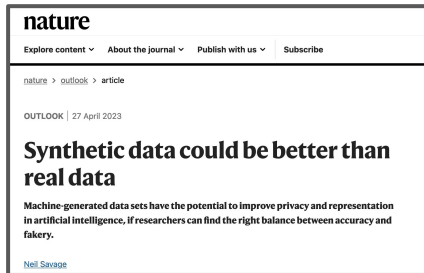 nature
Explore content About the journal Publish with us Subscribe
nature > outlook > article
OUTLOOK | 27 April 2023
Synthetic data could be better than
real data
Machine-generated data sets have the potential to improve privacy and representation
in artificial intelligence, if researchers can find the right balance between accuracy and
fakery.
Neil Savage